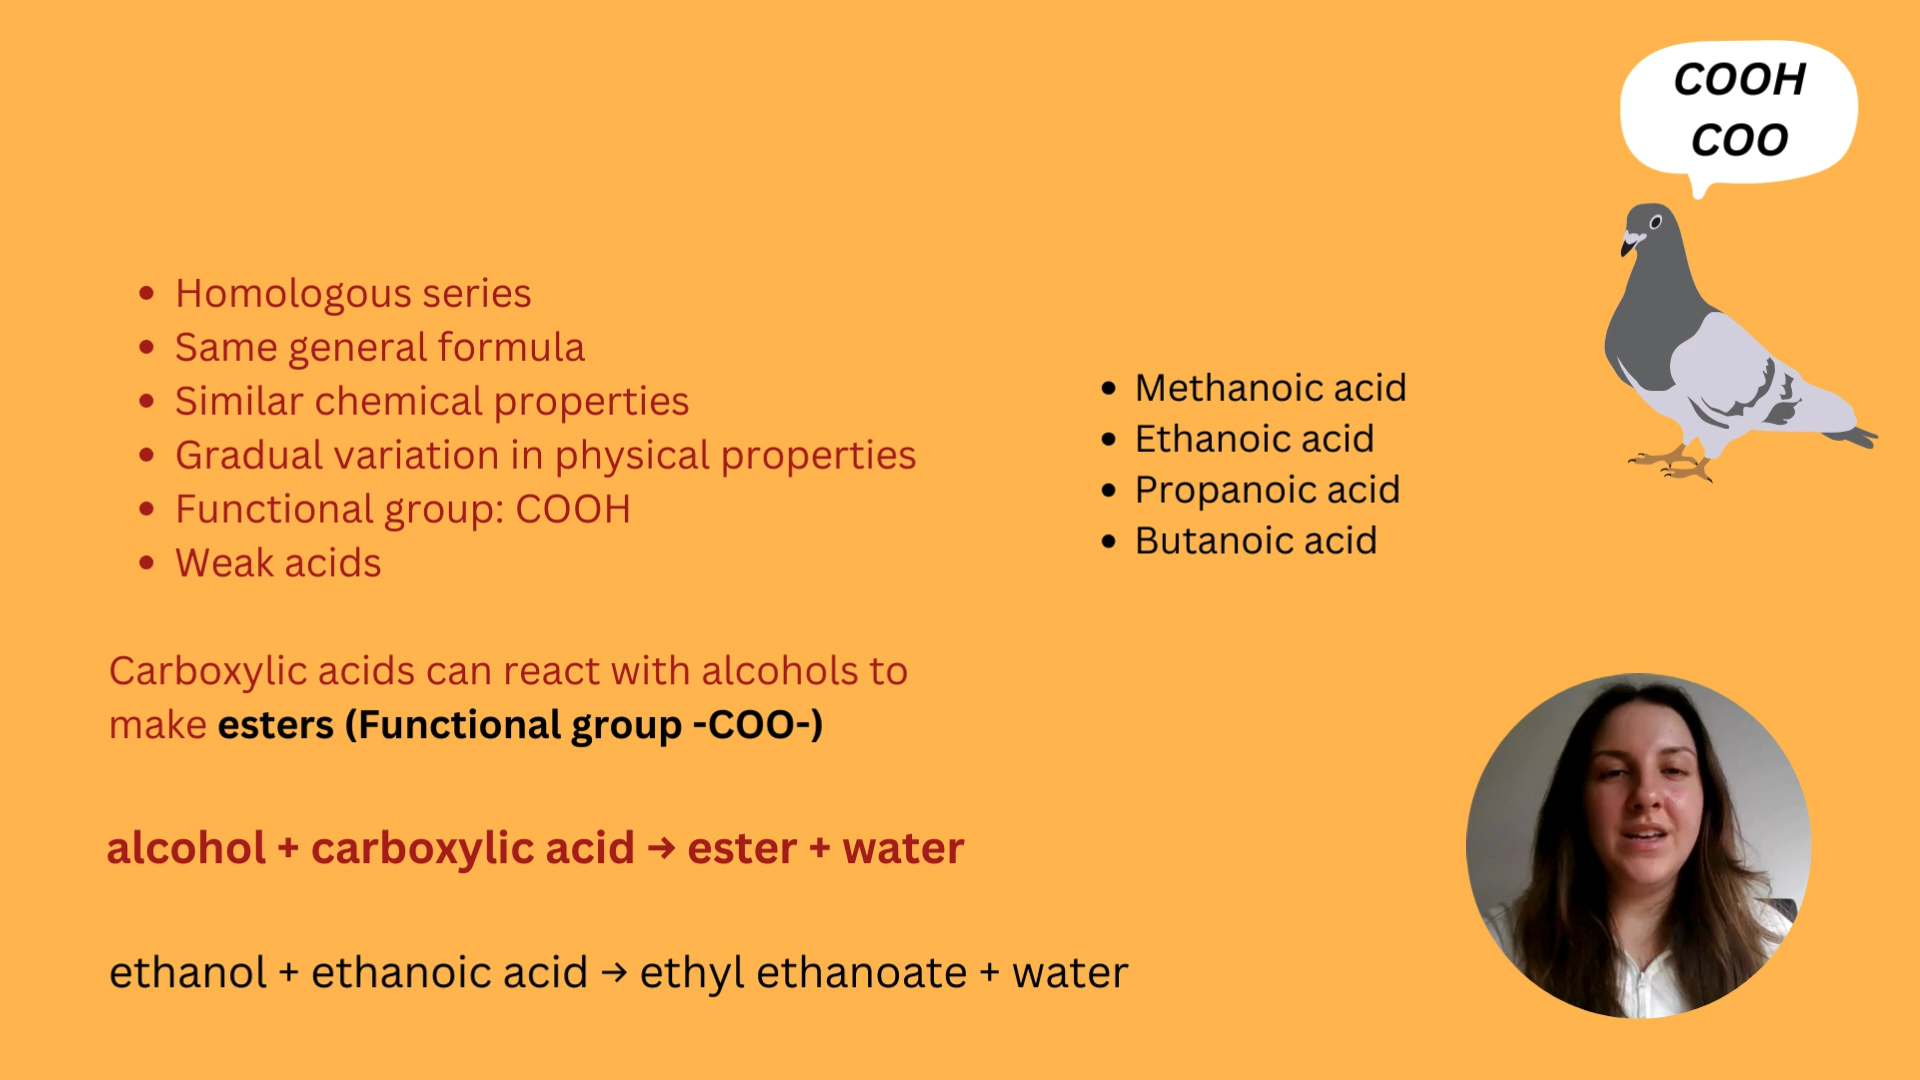 COOH
COO
Homologous series
Same general formula
Similar chemical properties
Gradual variation in physical properties
Functional group: COOH
Weak acids
Methanoic acid
Ethanoic acid
Propanoic acid
Butanoic acid
Carboxylic acids can react with alcohols to
make esters (Functional group -COO-)
alcohol + carboxylic acid → ester + water
ethanol + ethanoic acid → ethyl ethanoate + water